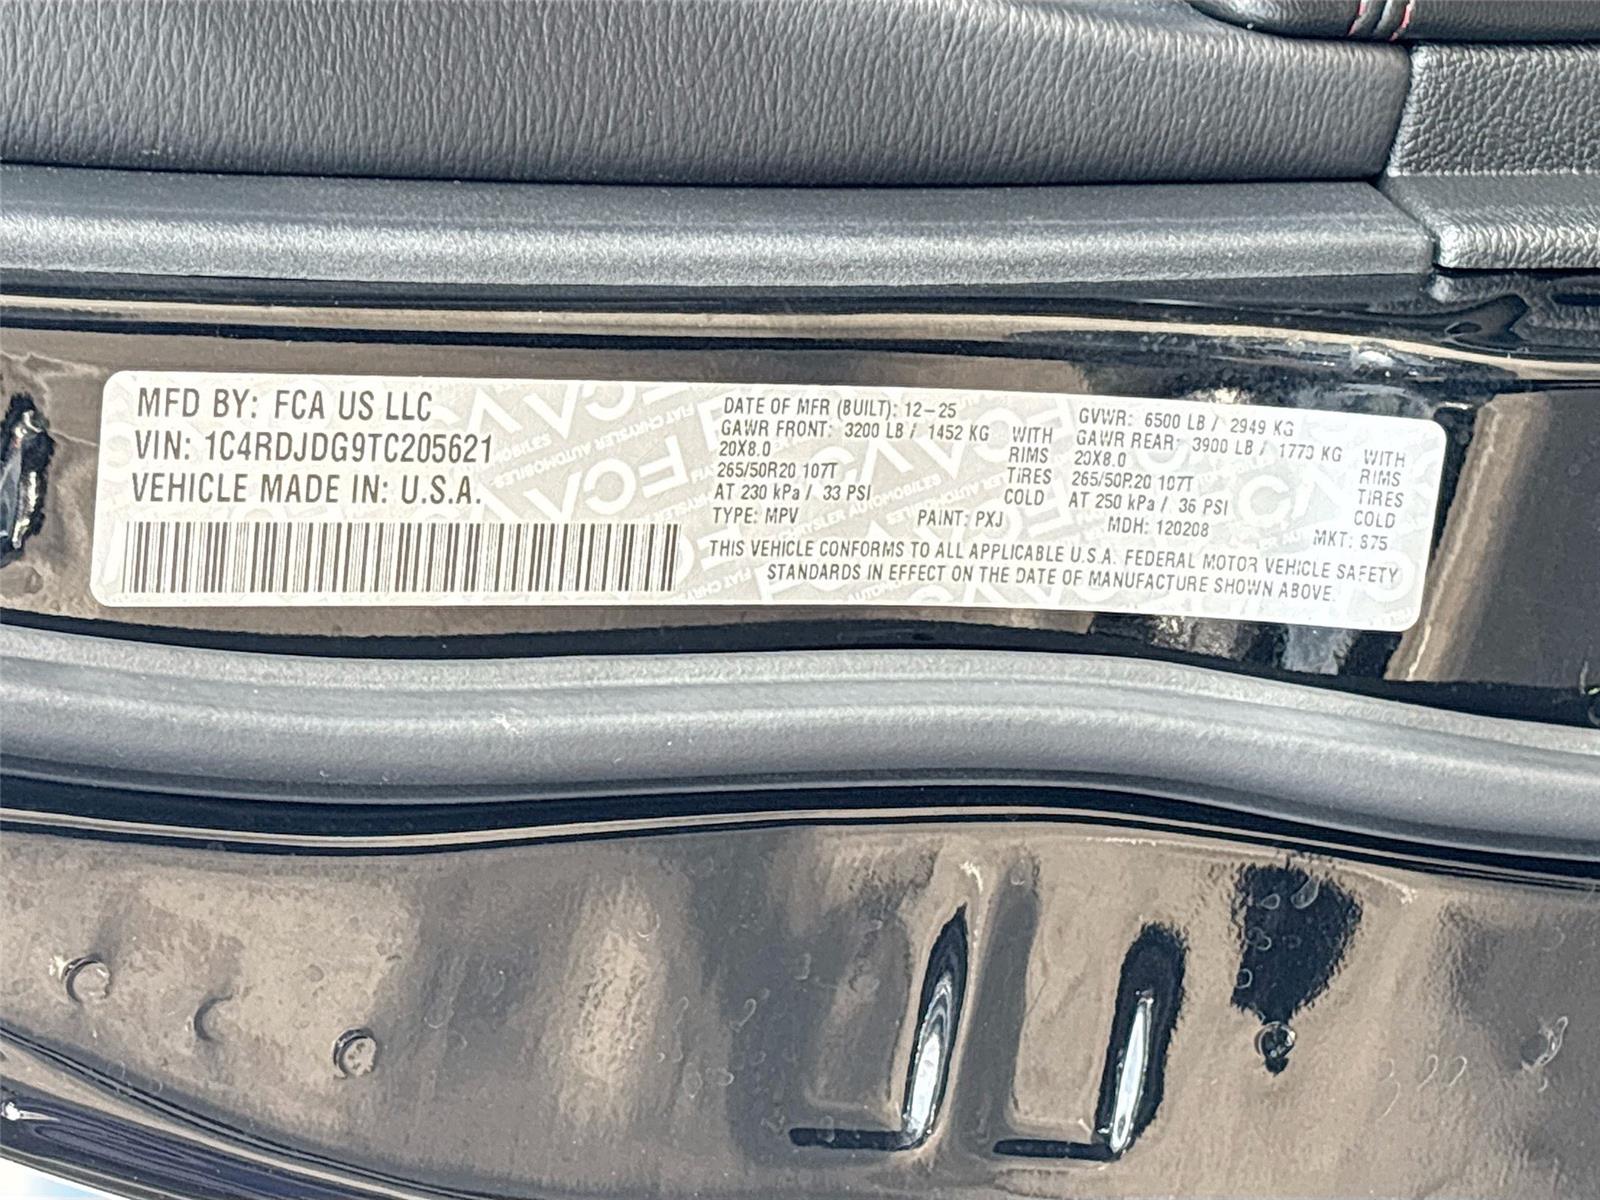 MFD BY: FCA US LLC
VIN: 1C4RDJDG9TC205621
VEHICLE MADE IN: U.S.A.
DATE OF MFR (BUILT): 12-25
GAWR FRONT: 3200 LB / 1452 KG WITH
20X8.0 RIMS
265/50R20 107T TIRES
AT 230 kPa / 33 PSI COLD
TYPE: MPV PAINT: PXJ
GVWR: 6500 LB / 2949 KG
GAWR REAR: 3900 LB / 1770 KG WITH
20X8.0 RIMS
265/50R20 107T TIRES
AT 250 kPa / 36 PSI COLD
MDH: 120208 MKT: 875
THIS VEHICLE CONFORMS TO ALL APPLICABLE U.S.A. FEDERAL MOTOR VEHICLE SAFETY
STANDARDS IN EFFECT ON THE DATE OF MANUFACTURE SHOWN ABOVE.